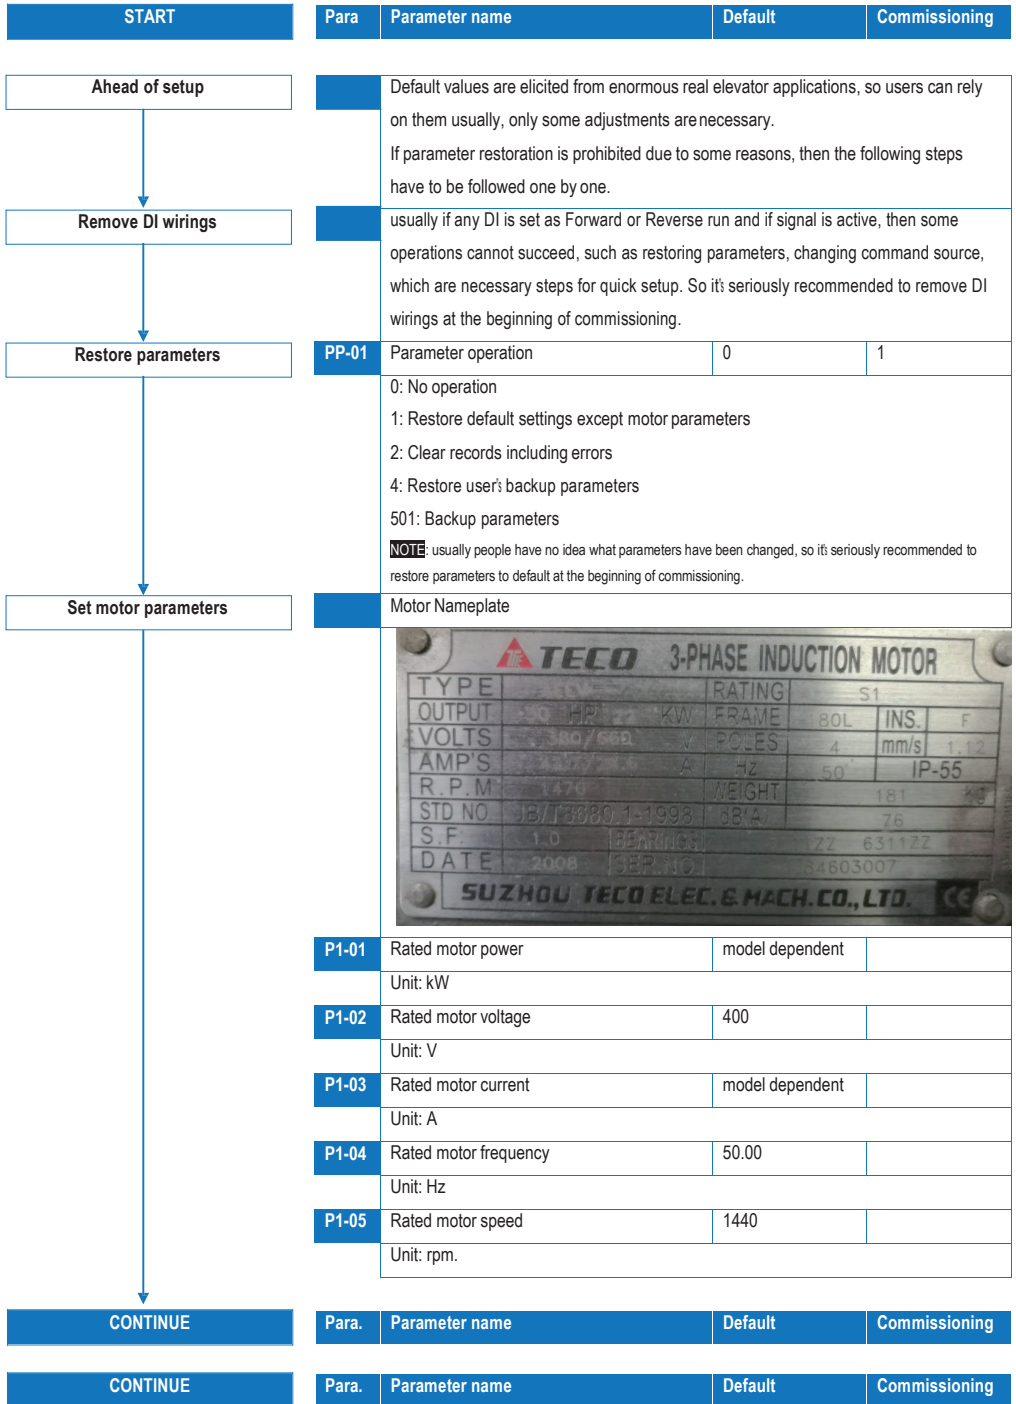 START
Para Parameter name Default Commissioning
Ahead of setup
Default values are elicited from enormous real elevator applications, so users can rely
on them usually, only some adjustments are necessary.
If parameter restoration is prohibited due to some reasons, then the following steps
have to be followed one by one.
Remove DI wirings
usually if any DI is set as Forward or Reverse run and if signal is active, then some
operations cannot succeed, such as restoring parameters, changing command source,
which are necessary steps for quick setup. So it's seriously recommended to remove DI
wirings at the beginning of commissioning.
Restore parameters
PP-01 Parameter operation 0 1
0: No operation
1: Restore default settings except motor parameters
2: Clear records including errors
4: Restore user's backup parameters
501: Backup parameters
NOTE: usually people have no idea what parameters have been changed, so it's seriously recommended to
restore parameters to default at the beginning of commissioning.
Set motor parameters
Motor Nameplate
TECO 3-PHASE INDUCTION MOTOR
TYPE RATING S1
OUTPUT HP KW FRAME 180L INS. F
VOLTS 380/660 V POLES 4 mm/s 1.12
AMP'S A HZ 50 IP-55
R.P.M 1470 WEIGHT 181 Kg
STD NO. JB/T8680.1-1998 dB(A) 76
S.F. 1.0 BEARINGS 6311ZZ
DATE 2008 SER.NO 84603007
SUZHOU TECO ELEC. & MACH. CO., LTD. CE
P1-01 Rated motor power model dependent
Unit: kW
P1-02 Rated motor voltage 400
Unit: V
P1-03 Rated motor current model dependent
Unit: A
P1-04 Rated motor frequency 50.00
Unit: Hz
P1-05 Rated motor speed 1440
Unit: rpm.
CONTINUE
Para. Parameter name Default Commissioning
CONTINUE
Para. Parameter name Default Commissioning